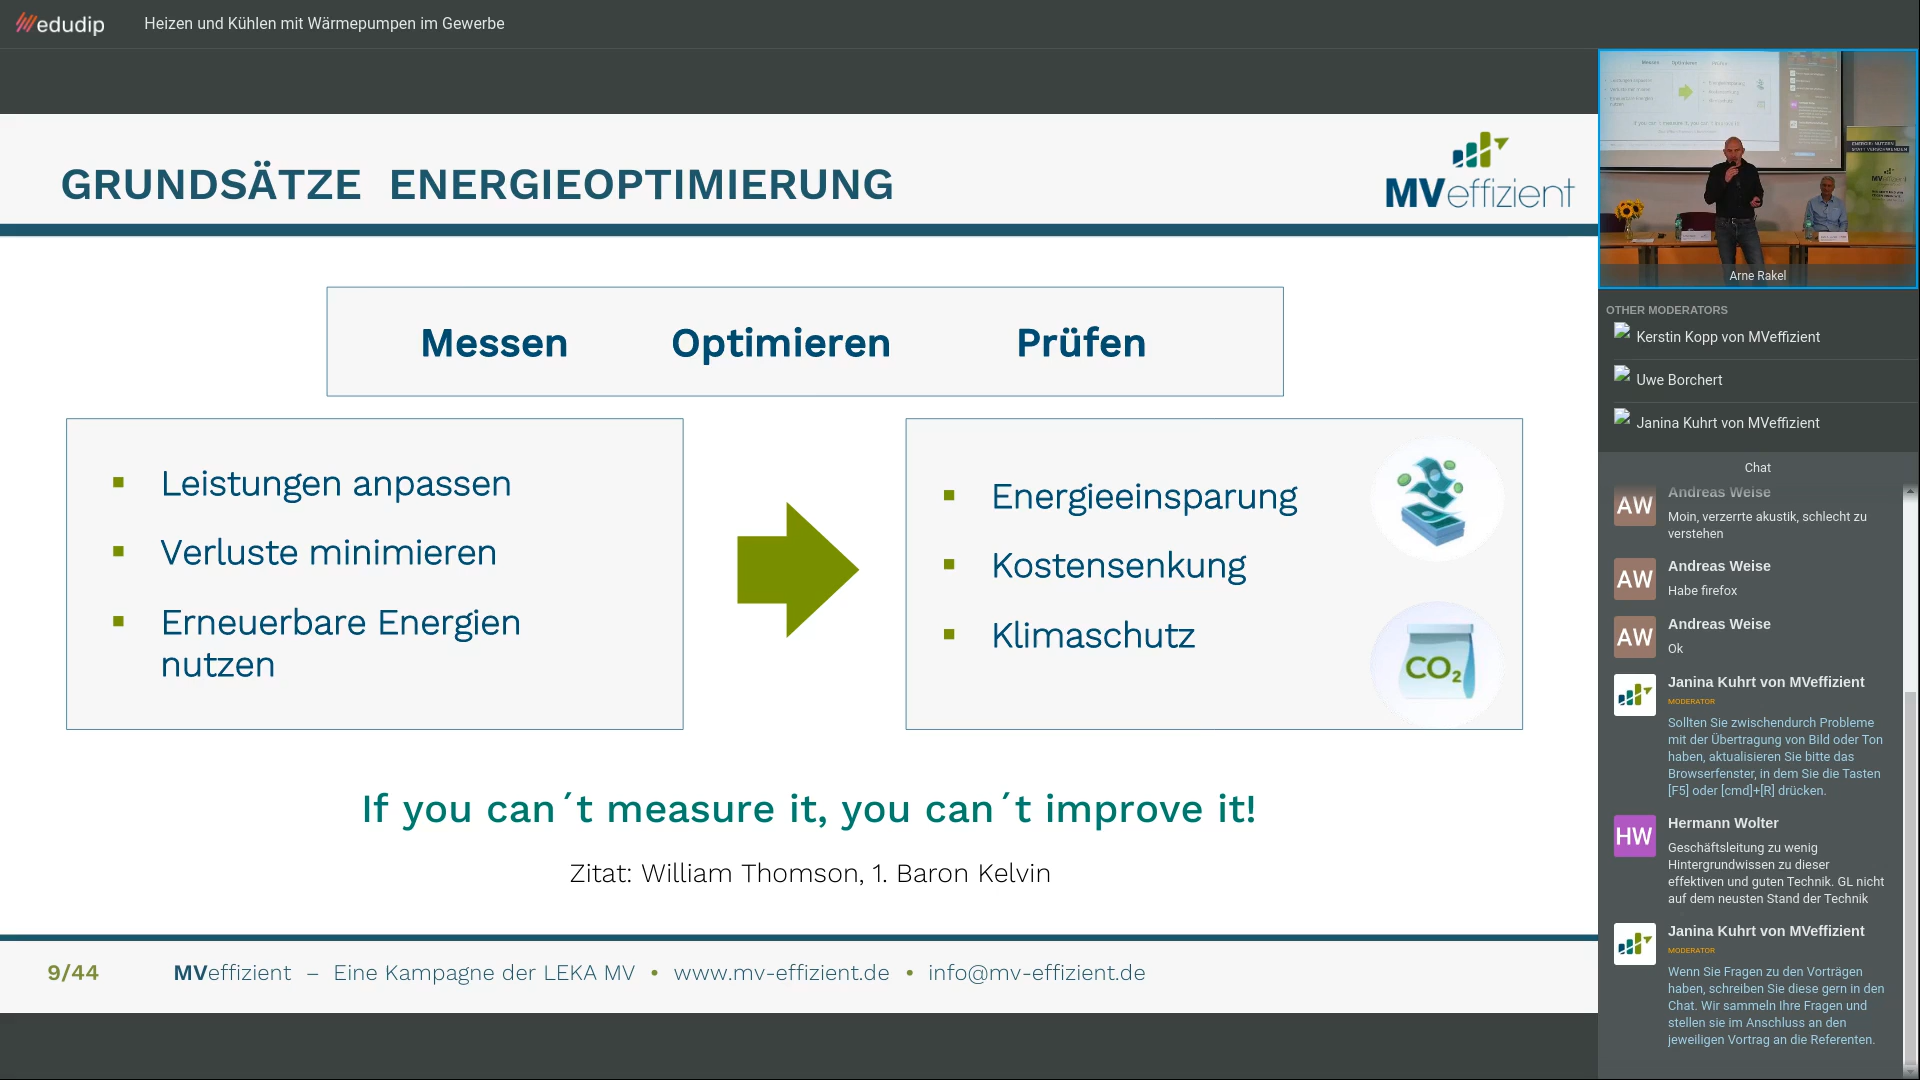 edudip
Heizen und Kühlen mit Wärmepumpen im Gewerbe
GRUNDSÄTZE ENERGIEOPTIMIERUNG
MVeffizient
Messen Optimieren Prüfen
Leistungen anpassen
Verluste minimieren
Erneuerbare Energien
nutzen
Energieeinsparung
Kostensenkung
Klimaschutz
CO₂
If you can´t measure it, you can´t improve it!
Zitat: William Thomson, 1. Baron Kelvin
9/44
MVeffizient – Eine Kampagne der LEKA MV • www.mv-effizient.de • info@mv-effizient.de
Messen Optimieren
ENERGIE NUTZEN
STATT VERSCHWENDEN
MVeffizient
Arne Rakel
OTHER MODERATORS
Kerstin Kopp von MVeffizient
Uwe Borchert
Janina Kuhrt von MVeffizient
Chat
AW
Andreas Weise
Moin, verzerrte akustik, schlecht zu
verstehen
AW
Andreas Weise
Habe firefox
AW
Andreas Weise
Ok
Janina Kuhrt von MVeffizient
MODERATOR
Sollten Sie zwischendurch Probleme
mit der Übertragung von Bild oder Ton
haben, aktualisieren Sie bitte das
Browserfenster, in dem Sie die Tasten
[F5] oder [cmd]+[R] drücken.
HW
Hermann Wolter
Geschäftsleitung zu wenig
Hintergrundwissen zu dieser
effektiven und guten Technik. GL nicht
auf dem neusten Stand der Technik
Janina Kuhrt von MVeffizient
MODERATOR
Wenn Sie Fragen zu den Vorträgen
haben, schreiben Sie diese gern in den
Chat. Wir sammeln Ihre Fragen und
stellen sie im Anschluss an den
jeweiligen Vortrag an die Referenten.